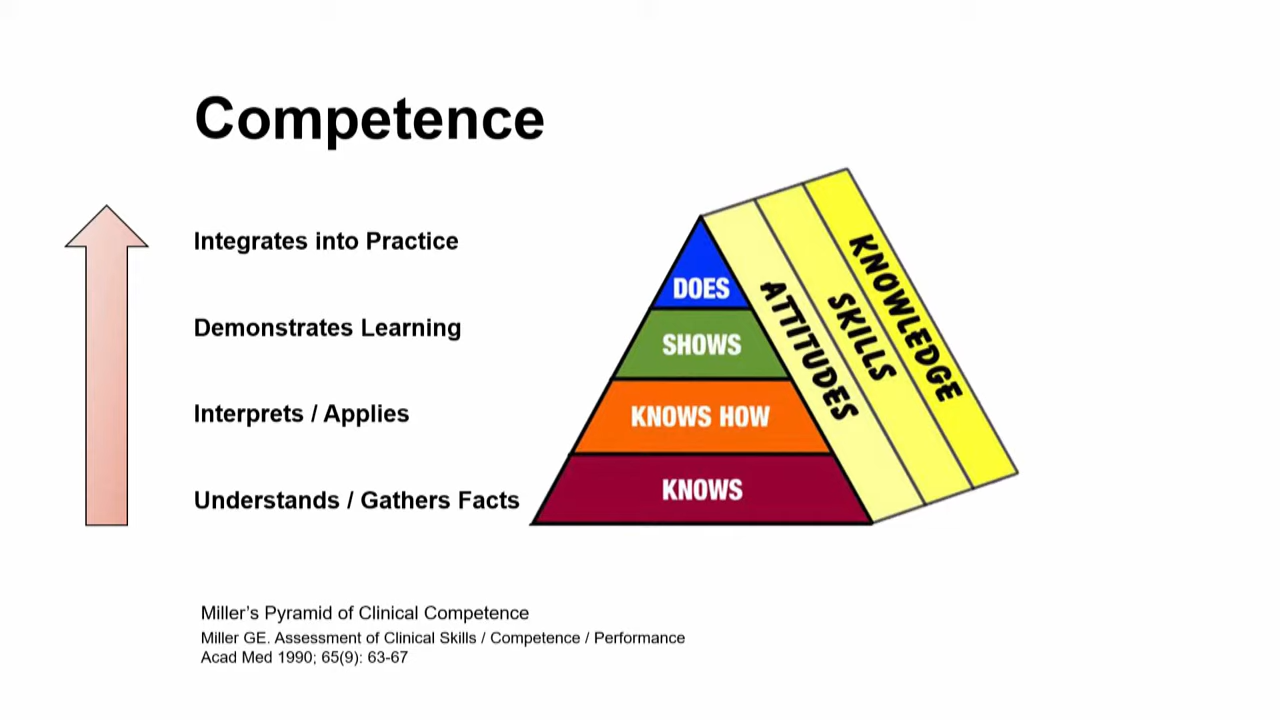 Competence
Integrates into Practice
Demonstrates Learning
Interprets / Applies
Understands / Gathers Facts
DOES
SHOWS
KNOWS HOW
KNOWS
ATTITUDES
SKILLS
KNOWLEDGE
Miller’s Pyramid of Clinical Competence
Miller GE. Assessment of Clinical Skills / Competence / Performance
Acad Med 1990; 65(9): 63-67